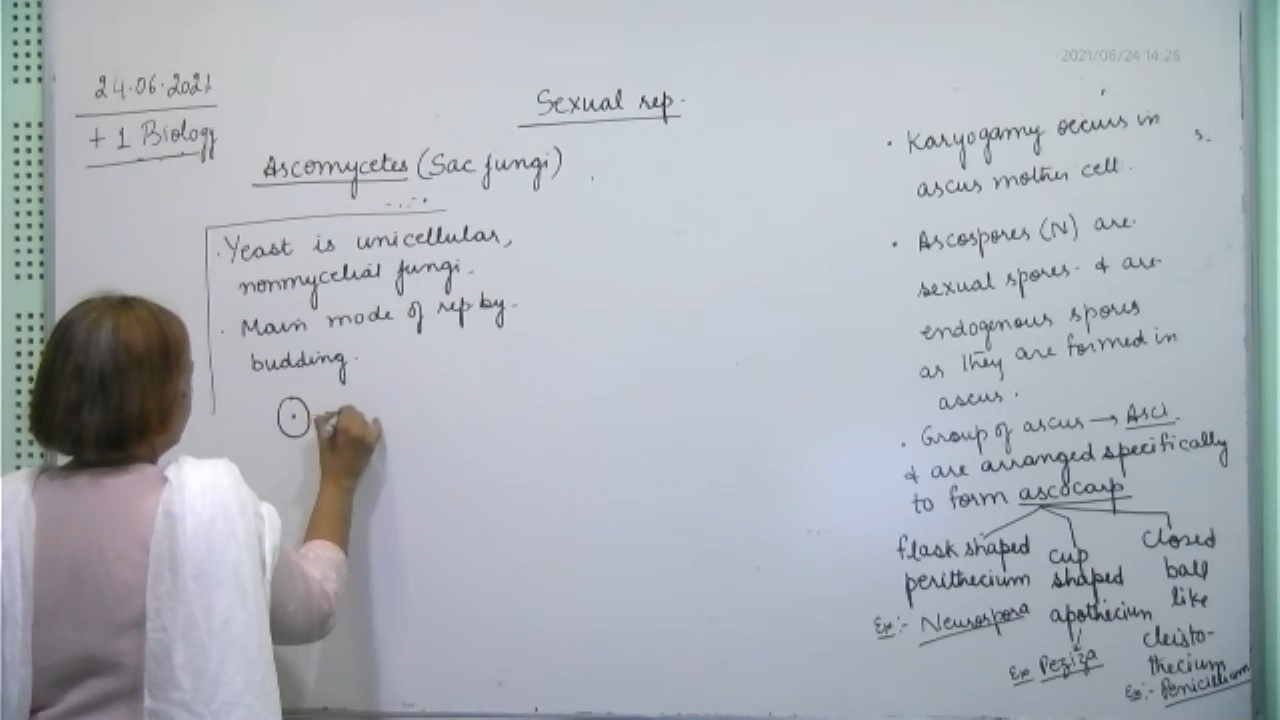 2021/06/24 14:26
24.06.2021
+1 Biology
Sexual rep.
Ascomycetes (Sac fungi)
· Yeast is unicellular,
nonmycelial fungi.
· Main mode of rep by
budding.
· Karyogamy occurs in
ascus mother cell.
· Ascospores (N) are
sexual spores & are
endogenous spores
as they are formed in
ascus.
· Group of ascus → Asci
& are arranged specifically
to form ascocarp
flask shaped
perithecium
Ex:- Neurospora
cup
shaped
apothecium
Ex Peziza
closed
ball
like
cleisto-
thecium
Ex:- Penicillium